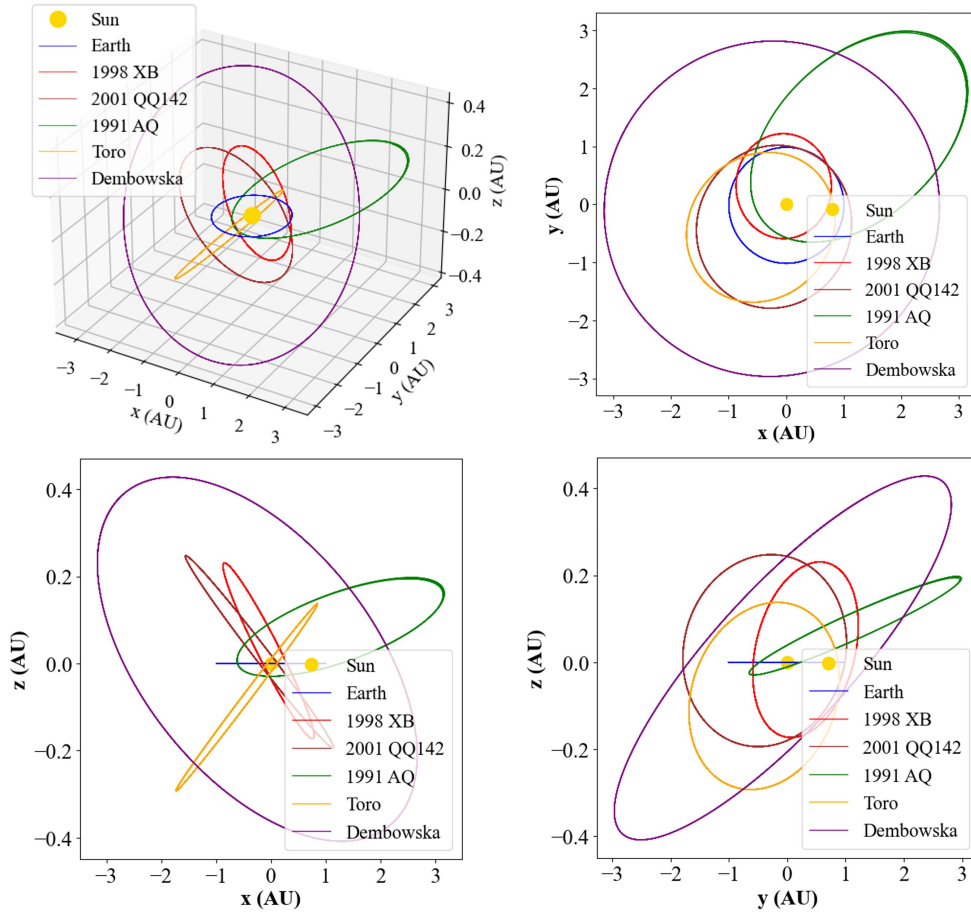 Sun
Earth
1998 XB
2001 QQ142
1991 AQ
Toro
Dembowska
0.4
0.2
0.0
−0.2
−0.4
z (AU)
−3
−2
−1
0
1
2
3
x (AU)
−3
−2
−1
0
1
2
3
y (AU)
3
2
1
0
−1
−2
−3
y (AU)
−3
−2
−1
0
1
2
3
x (AU)
Sun
Earth
1998 XB
2001 QQ142
1991 AQ
Toro
Dembowska
0.4
0.2
0.0
−0.2
−0.4
z (AU)
−3
−2
−1
0
1
2
3
x (AU)
Sun
Earth
1998 XB
2001 QQ142
1991 AQ
Toro
Dembowska
0.4
0.2
0.0
−0.2
−0.4
z (AU)
−3
−2
−1
0
1
2
3
y (AU)
Sun
Earth
1998 XB
2001 QQ142
1991 AQ
Toro
Dembowska